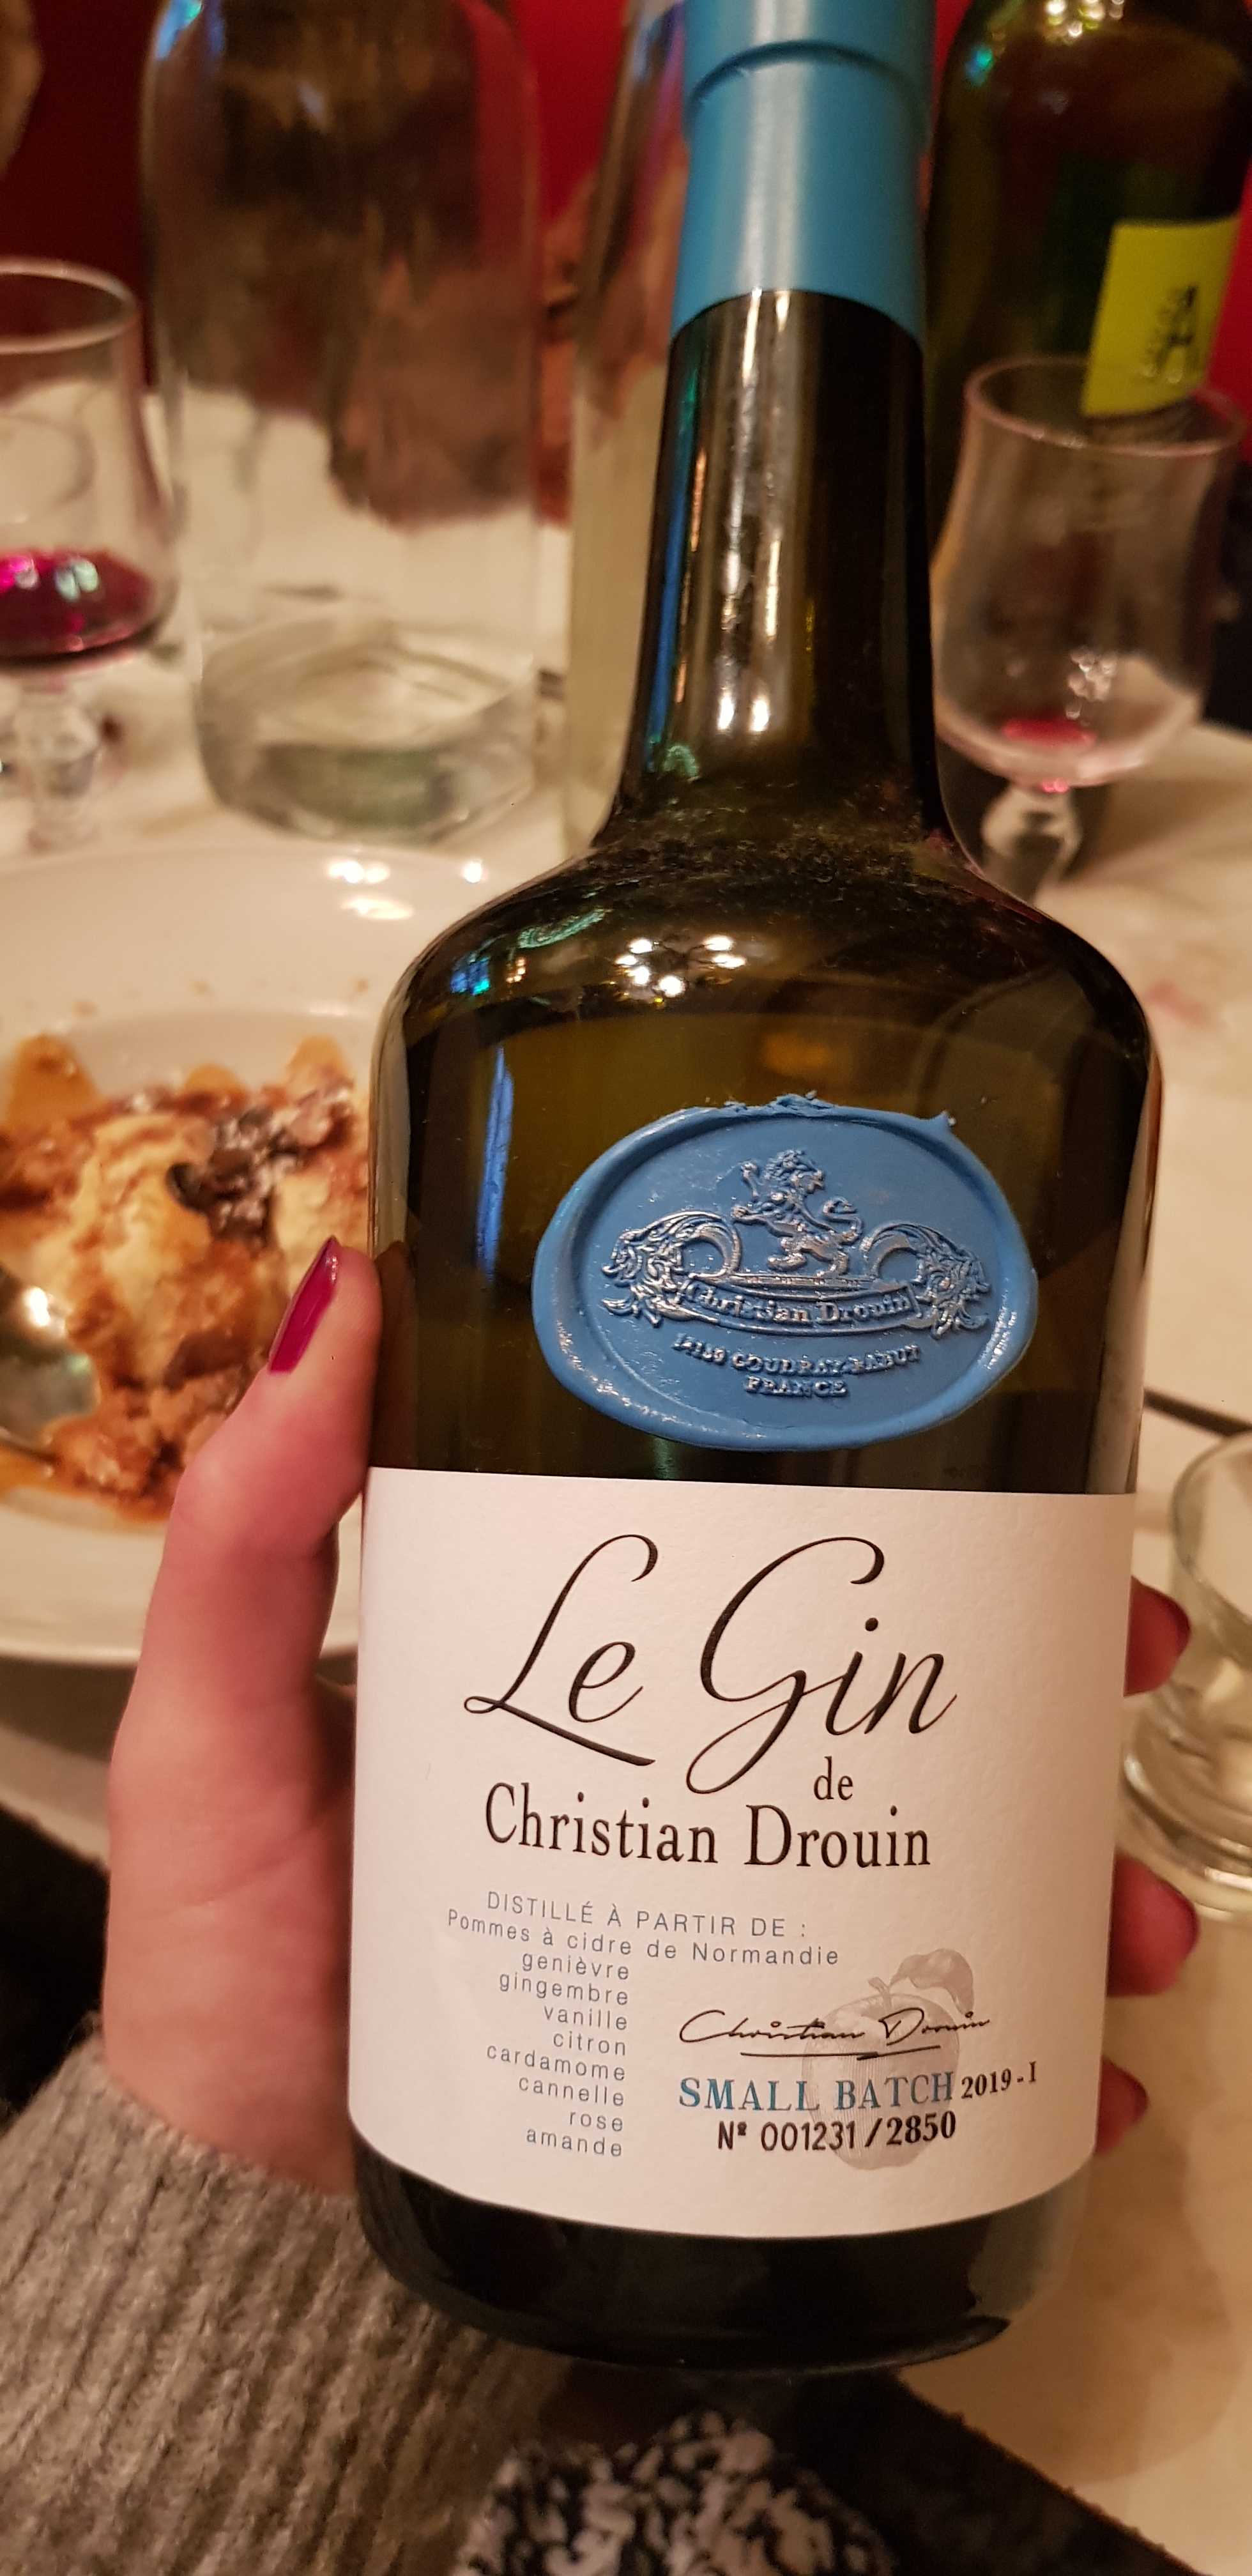 Christian Drouin
14130 COUDRAY-RABUT
FRANCE
Le Gin
de
Christian Drouin
DISTILLÉ À PARTIR DE :
Pommes à cidre de Normandie
genièvre
gingembre
vanille
citron
cardamome
cannelle
rose
amande
Christian Drouin
SMALL BATCH 2019-I
Nº 001231/2850